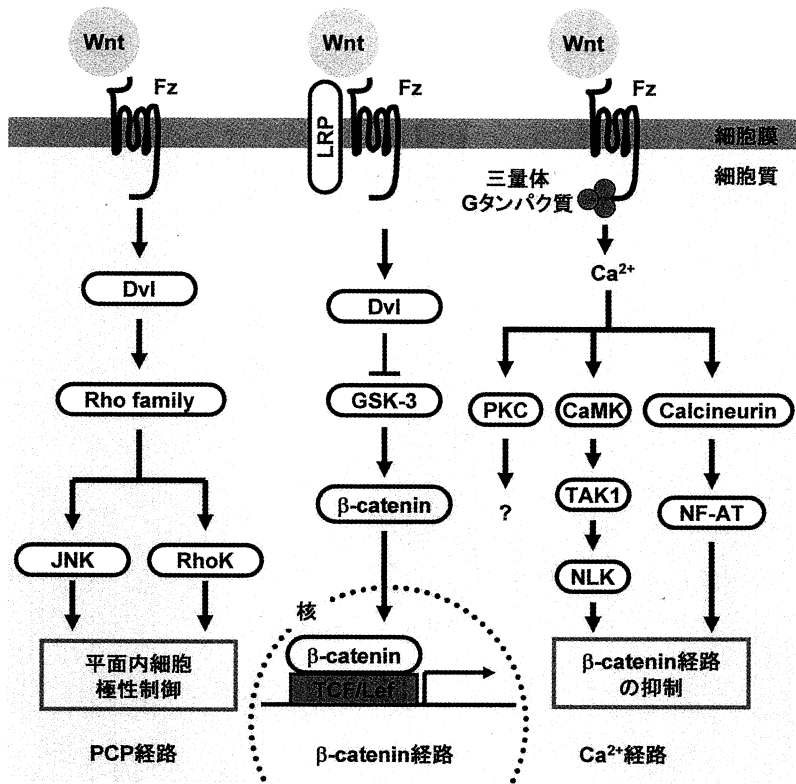 Wnt
Fz
Dvl
Rho family
JNK
RhoK
平面内細胞
極性制御
PCP経路
Wnt
LRP
Fz
Dvl
GSK-3
β-catenin
核
β-catenin
TCF/Lef
β-catenin経路
Wnt
Fz
細胞膜
細胞質
三量体
Gタンパク質
Ca²⁺
PKC
?
CaMK
TAK1
NLK
Calcineurin
NF-AT
β-catenin経路
の抑制
Ca²⁺経路